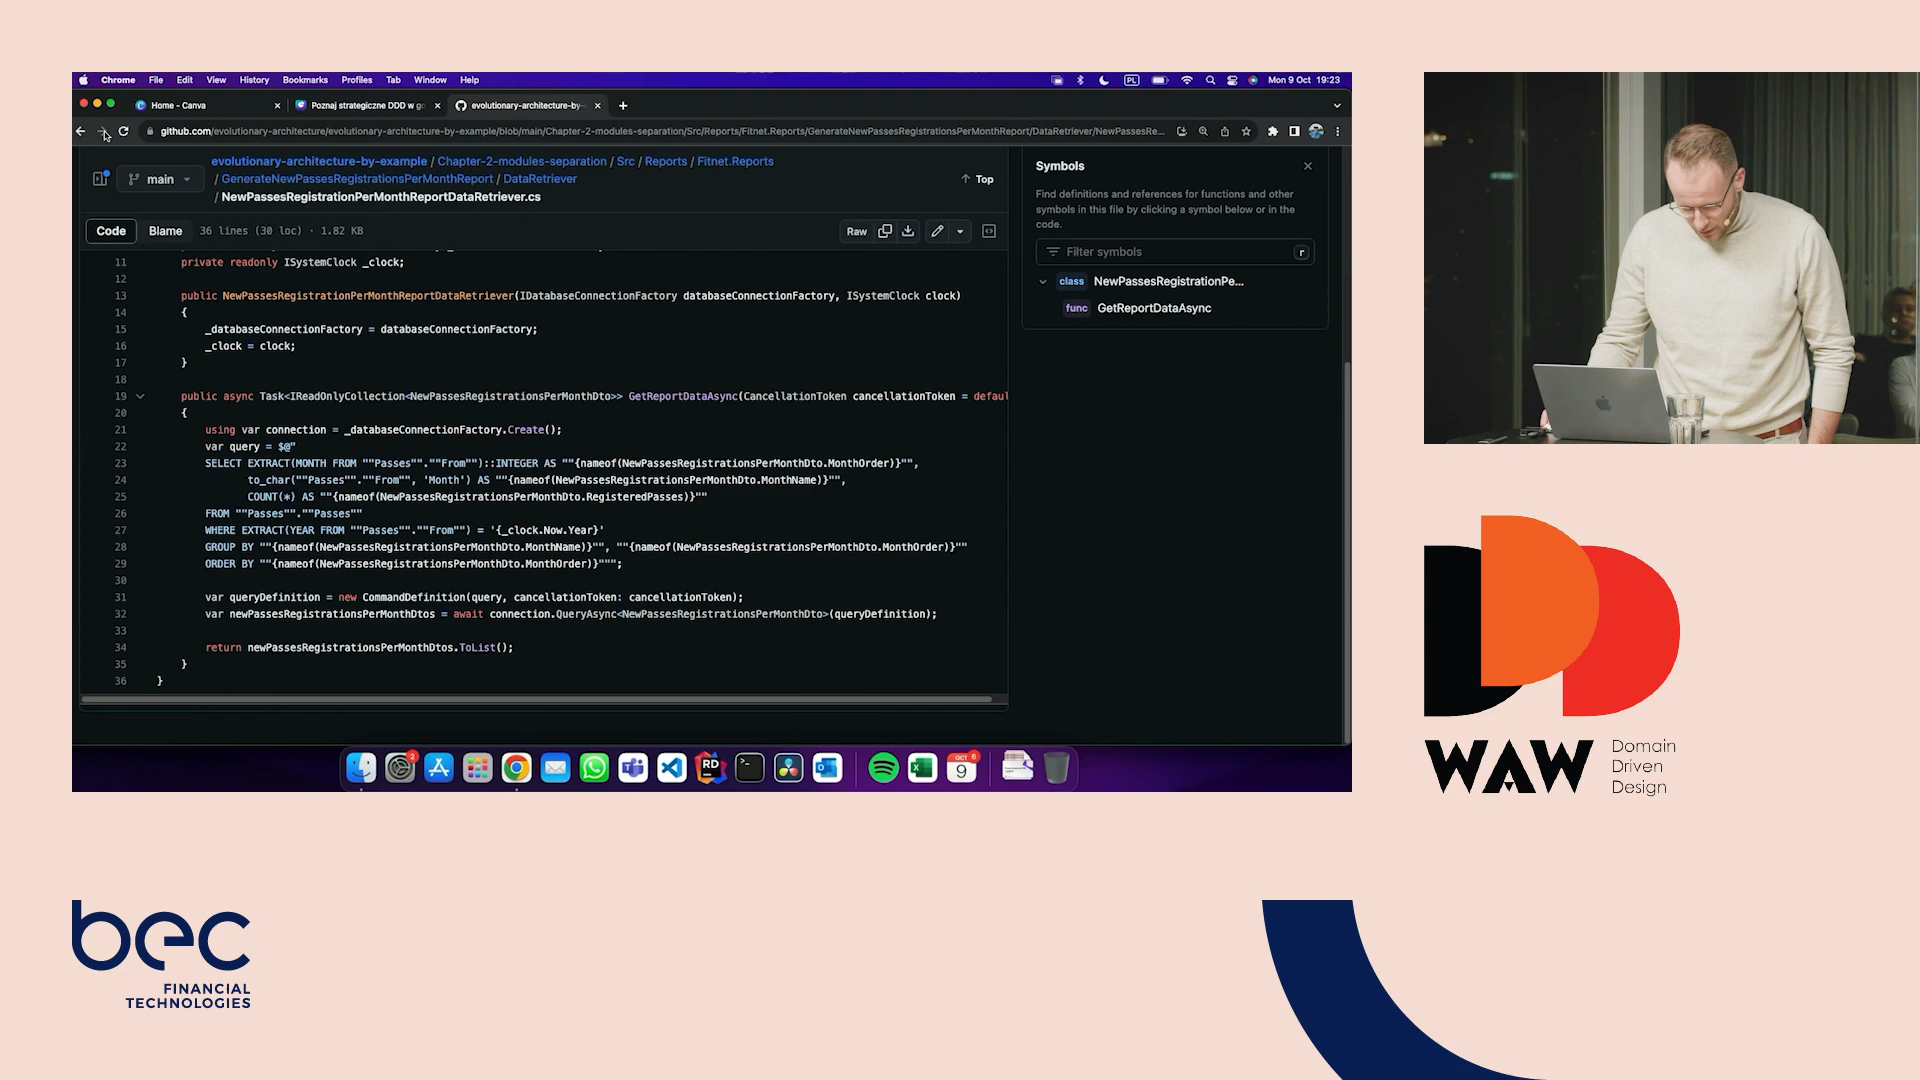 Chrome File Edit View History Bookmarks Profiles Tab Window Help PL Mon 9 Oct 19:23
Home - Canva Poznaj strategiczne DDD w evolutionary-architecture-by-
github.com/evolutionary-architecture/evolutionary-architecture-by-example/blob/main/Chapter-2-modules-separation/Src/Reports/Fitnet.Reports/GenerateNewPassesRegistrationsPerMonthReport/DataRetriever/NewPassesRe...
main
evolutionary-architecture-by-example / Chapter-2-modules-separation / Src / Reports / Fitnet.Reports
/ GenerateNewPassesRegistrationsPerMonthReport / DataRetriever
/ NewPassesRegistrationPerMonthReportDataRetriever.cs
Top
Code Blame 36 lines (30 loc) · 1.82 KB Raw
11 private readonly ISystemClock _clock;
12
13 public NewPassesRegistrationPerMonthReportDataRetriever(IDatabaseConnectionFactory databaseConnectionFactory, ISystemClock clock)
14 {
15 _databaseConnectionFactory = databaseConnectionFactory;
16 _clock = clock;
17 }
18
19 public async Task<IReadOnlyCollection<NewPassesRegistrationsPerMonthDto>> GetReportDataAsync(CancellationToken cancellationToken = defaul
20 {
21 using var connection = _databaseConnectionFactory.Create();
22 var query = $@"
23 SELECT EXTRACT(MONTH FROM ""Passes"".""From"")::INTEGER AS ""{nameof(NewPassesRegistrationsPerMonthDto.MonthOrder)}"",
24 to_char(""Passes"".""From"", 'Month') AS ""{nameof(NewPassesRegistrationsPerMonthDto.MonthName)}"",
25 COUNT(*) AS ""{nameof(NewPassesRegistrationsPerMonthDto.RegisteredPasses)}""
26 FROM ""Passes"".""Passes""
27 WHERE EXTRACT(YEAR FROM ""Passes"".""From"") = '{_clock.Now.Year}'
28 GROUP BY ""{nameof(NewPassesRegistrationsPerMonthDto.MonthName)}"", ""{nameof(NewPassesRegistrationsPerMonthDto.MonthOrder)}""
29 ORDER BY ""{nameof(NewPassesRegistrationsPerMonthDto.MonthOrder)}""";
30
31 var queryDefinition = new CommandDefinition(query, cancellationToken: cancellationToken);
32 var newPassesRegistrationsPerMonthDtos = await connection.QueryAsync<NewPassesRegistrationsPerMonthDto>(queryDefinition);
33
34 return newPassesRegistrationsPerMonthDtos.ToList();
35 }
36 }
Symbols
Find definitions and references for functions and other
symbols in this file by clicking a symbol below or in the
code.
Filter symbols r
class NewPassesRegistrationPe...
func GetReportDataAsync
2
RD
OCT
9
WAW
Domain
Driven
Design
bec
FINANCIAL
TECHNOLOGIES